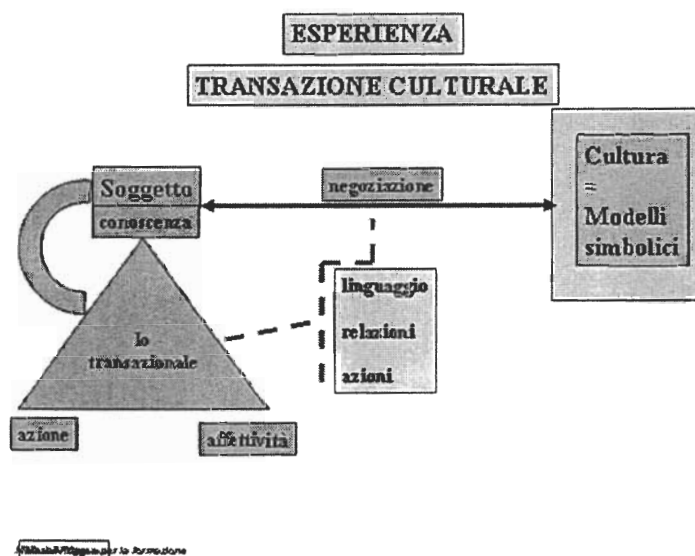 ESPERIENZA
TRANSAZIONE CULTURALE
Soggetto
conoscenza
negoziazione
Cultura
=
Modelli
simbolici
linguaggio
relazioni
azioni
Io
transazionale
azione
affettività
per la formazione